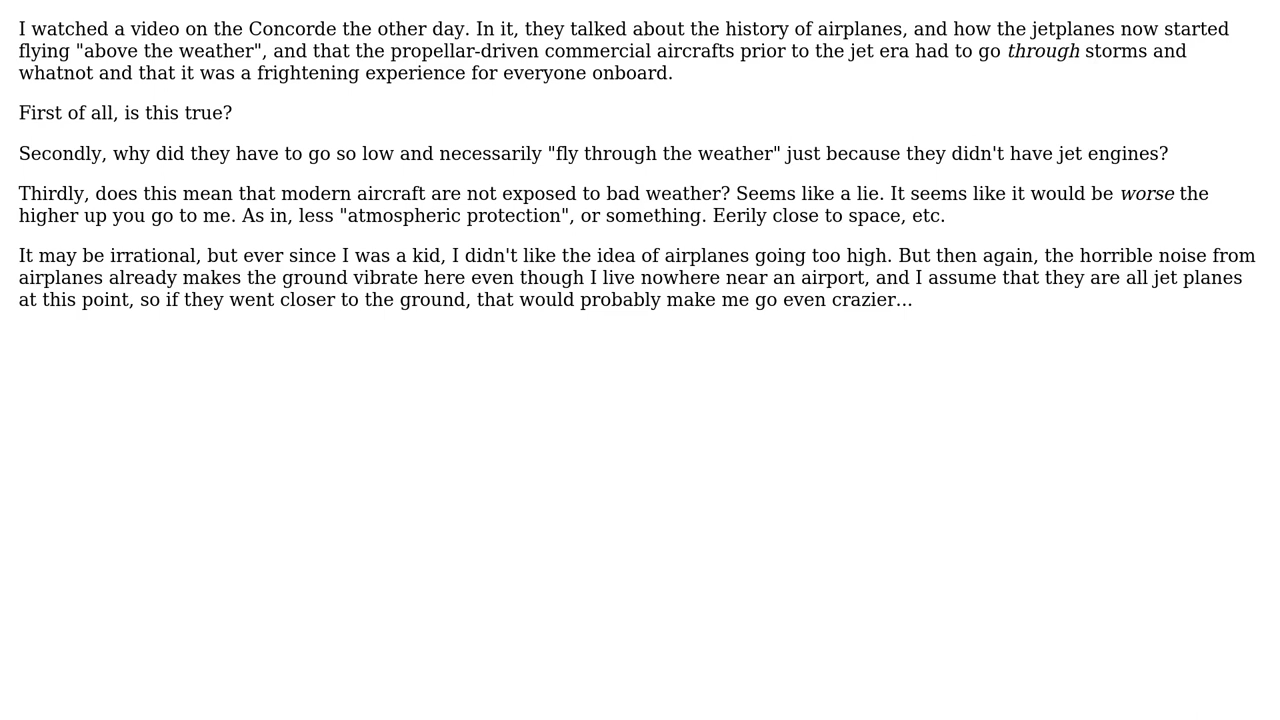 I watched a video on the Concorde the other day. In it, they talked about the history of airplanes, and how the jetplanes now started
flying "above the weather", and that the propellar-driven commercial aircrafts prior to the jet era had to go through storms and
whatnot and that it was a frightening experience for everyone onboard.
First of all, is this true?
Secondly, why did they have to go so low and necessarily "fly through the weather" just because they didn't have jet engines?
Thirdly, does this mean that modern aircraft are not exposed to bad weather? Seems like a lie. It seems like it would be worse the
higher up you go to me. As in, less "atmospheric protection", or something. Eerily close to space, etc.
It may be irrational, but ever since I was a kid, I didn't like the idea of airplanes going too high. But then again, the horrible noise from
airplanes already makes the ground vibrate here even though I live nowhere near an airport, and I assume that they are all jet planes
at this point, so if they went closer to the ground, that would probably make me go even crazier...